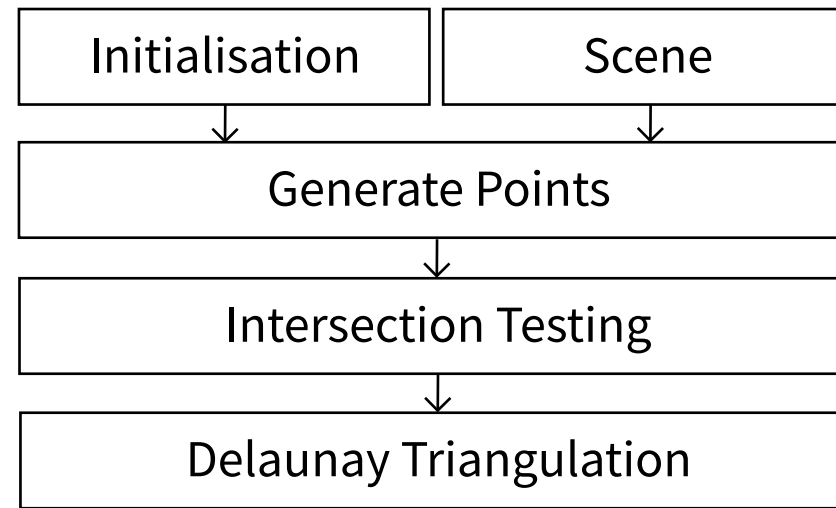 Initialisation
Scene
Generate Points
Intersection Testing
Delaunay Triangulation